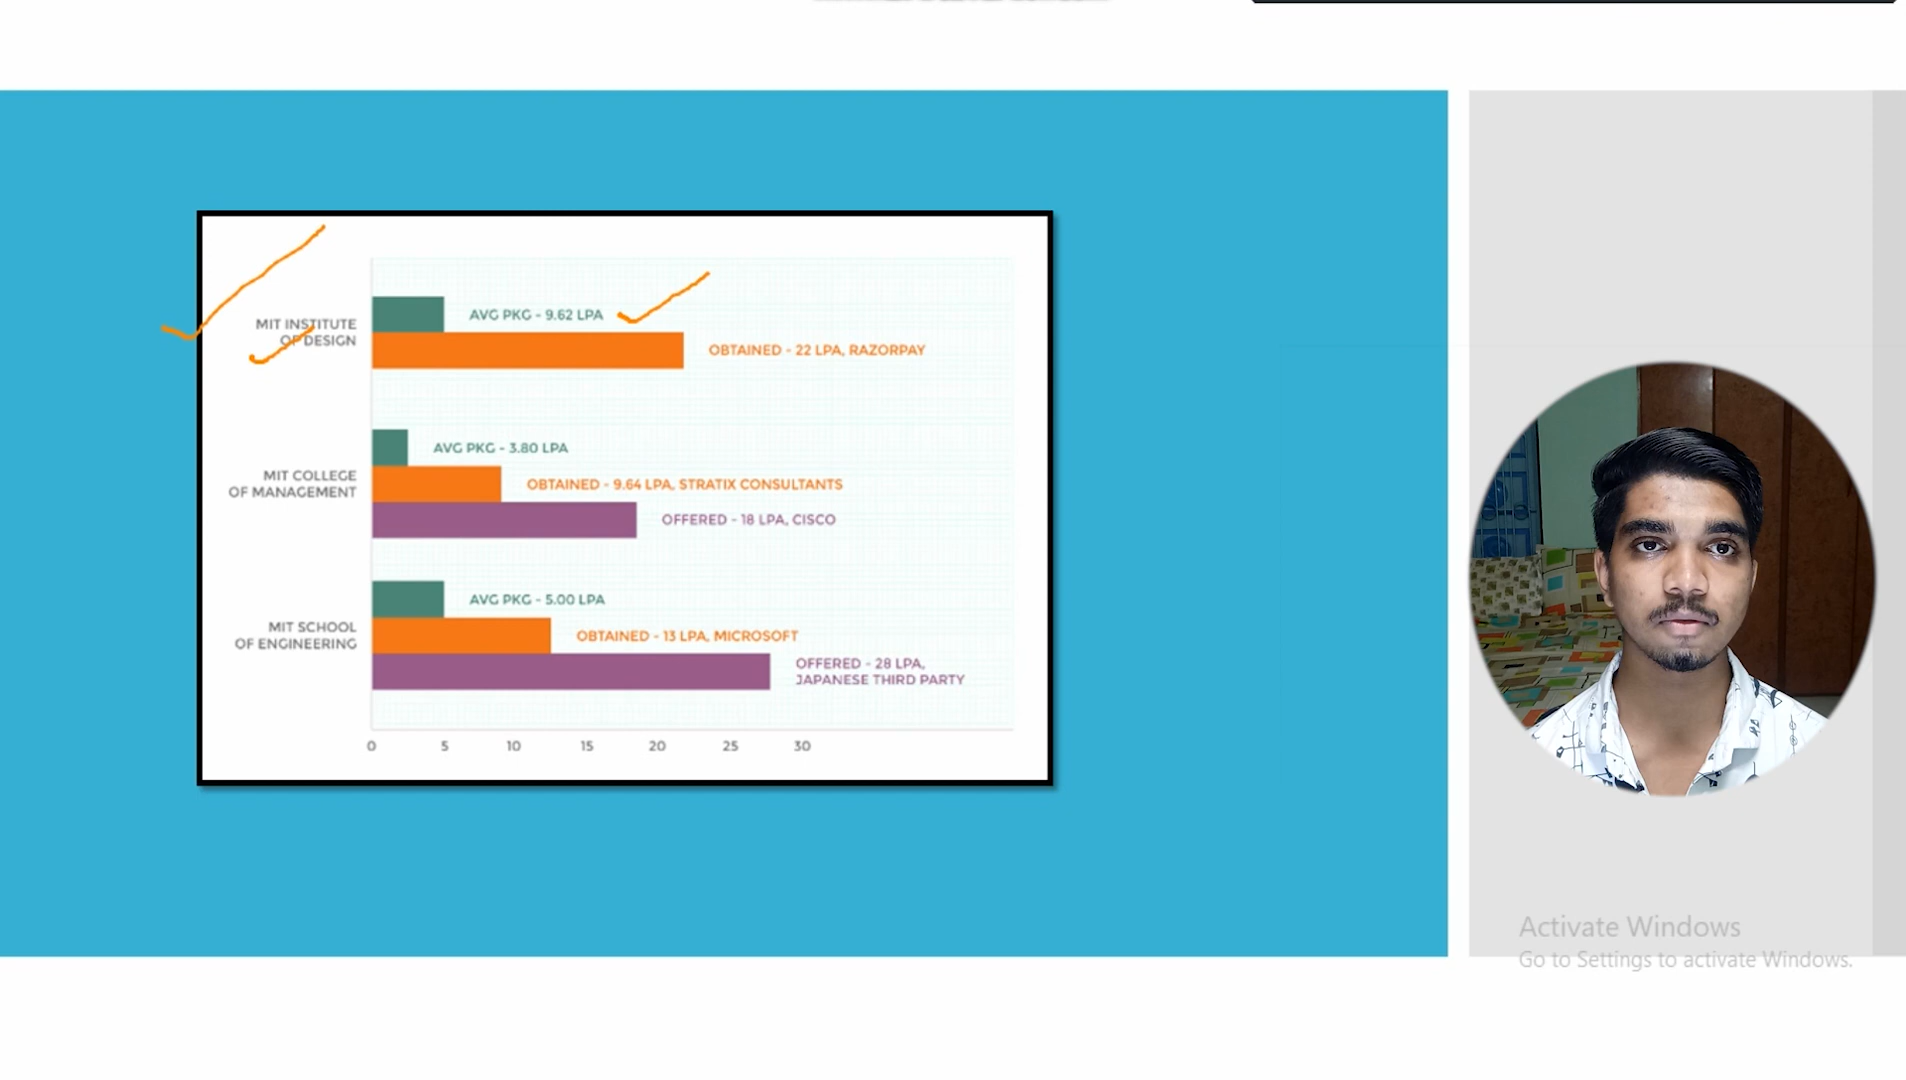 MIT INSTITUTE
OF DESIGN
AVG PKG - 9.62 LPA
OBTAINED - 22 LPA, RAZORPAY
MIT COLLEGE
OF MANAGEMENT
AVG PKG - 3.80 LPA
OBTAINED - 9.64 LPA, STRATIX CONSULTANTS
OFFERED - 18 LPA, CISCO
MIT SCHOOL
OF ENGINEERING
AVG PKG - 5.00 LPA
OBTAINED - 13 LPA, MICROSOFT
OFFERED - 28 LPA,
JAPANESE THIRD PARTY
0 5 10 15 20 25 30
Activate Windows
Go to Settings to activate Windows.